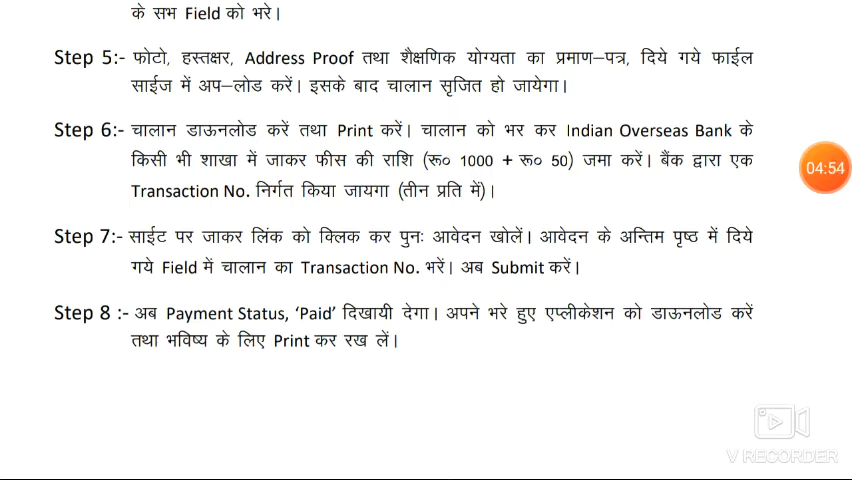 के सभ Field को भरे।
Step 5:- फोटो, हस्तक्षर, Address Proof तथा शैक्षणिक योग्यता का प्रमाण–पत्र, दिये गये फाईल
साईज में अप–लोड करें। इसके बाद चालान सृजित हो जायेगा।
Step 6:- चालान डाऊनलोड करें तथा Print करें। चालान को भर कर Indian Overseas Bank के
किसी भी शाखा में जाकर फीस की राशि (रू० 1000 + रू० 50) जमा करें। बैंक द्वारा एक
04:54
Transaction No. निर्गत किया जायगा (तीन प्रति में)।
Step 7:- साईट पर जाकर लिंक को क्लिक कर पुनः आवेदन खोलें। आवेदन के अन्तिम पृष्ठ में दिये
गये Field में चालान का Transaction No. भरें। अब Submit करें।
Step 8 :- अब Payment Status, ‘Paid’ दिखायी देगा। अपने भरे हुए एप्लीकेशन को डाऊनलोड करें
तथा भविष्य के लिए Print कर रख लें।
V RECORDER